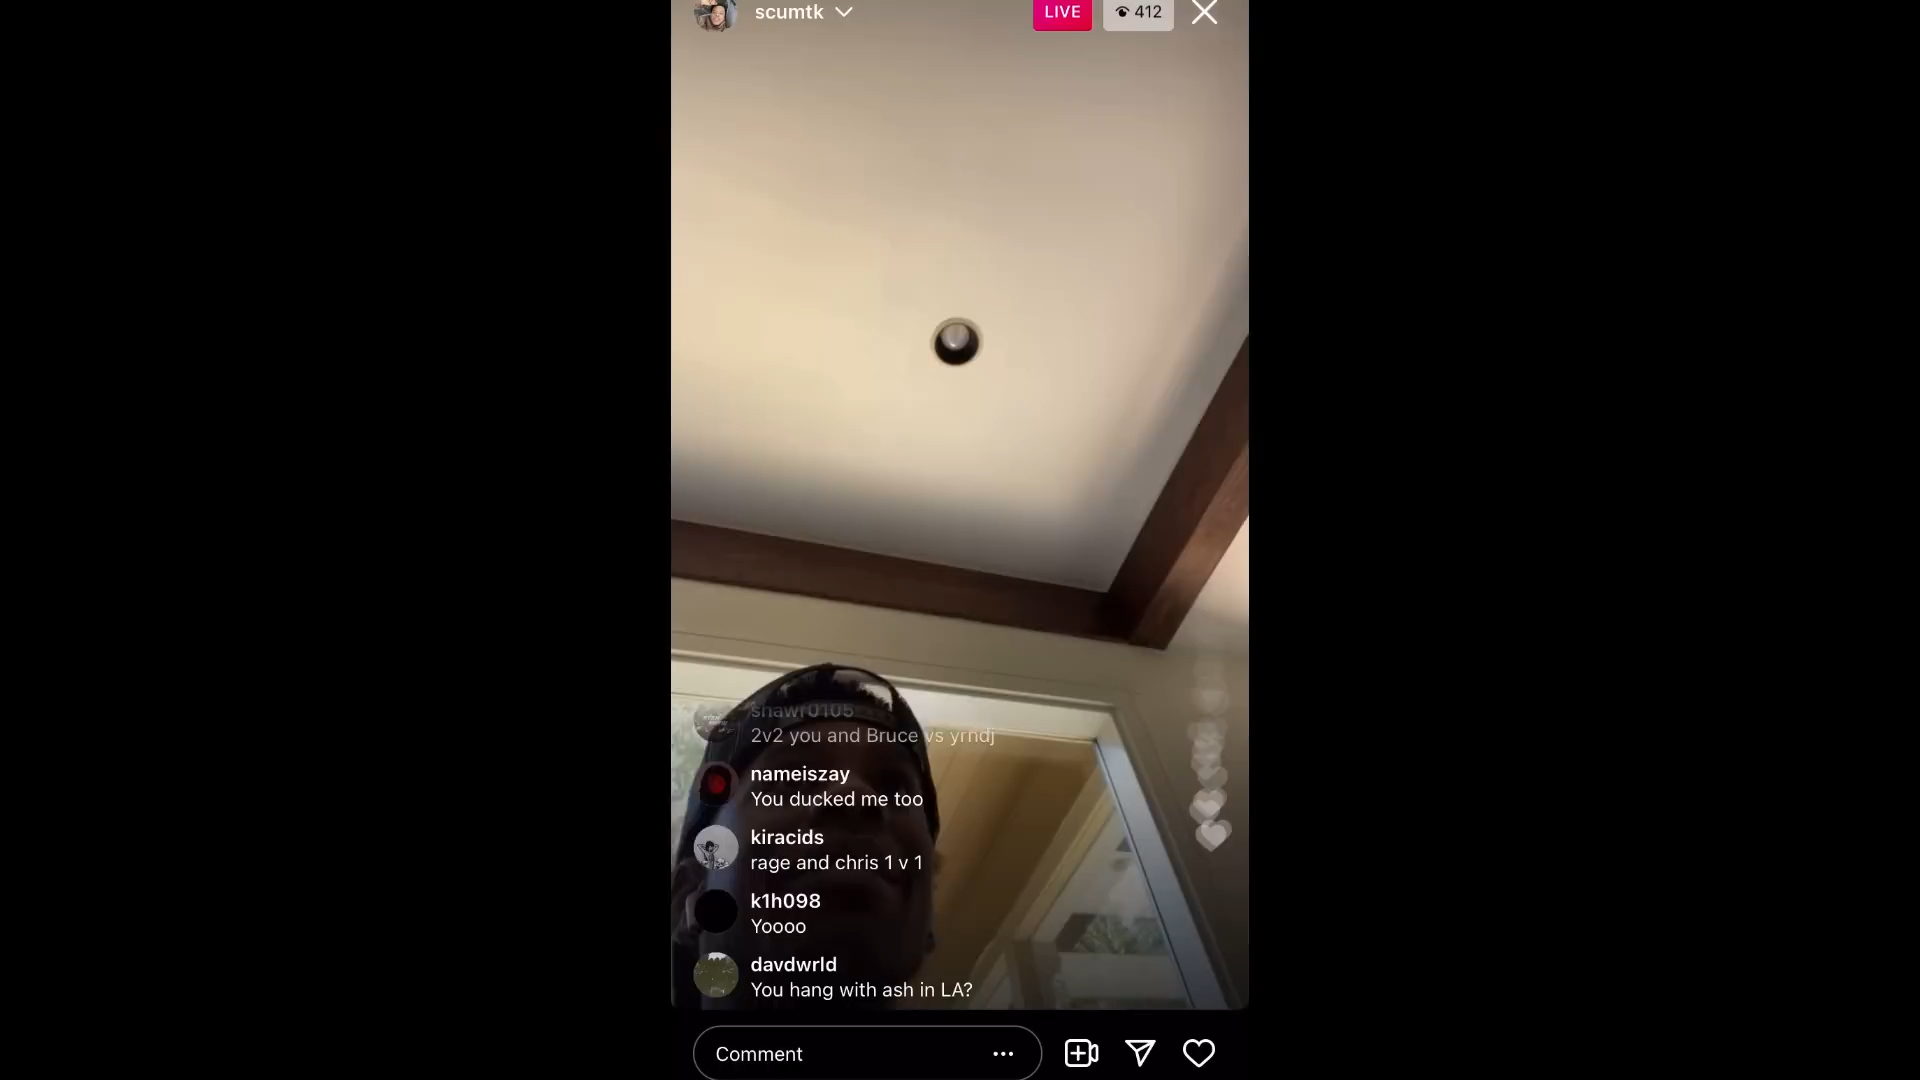 scumtk
LIVE
412
shawr0105
2v2 you and Bruce vs yrndj
nameiszay
You ducked me too
kiracids
rage and chris 1 v 1
k1h098
Yoooo
davdwrld
You hang with ash in LA?
Comment